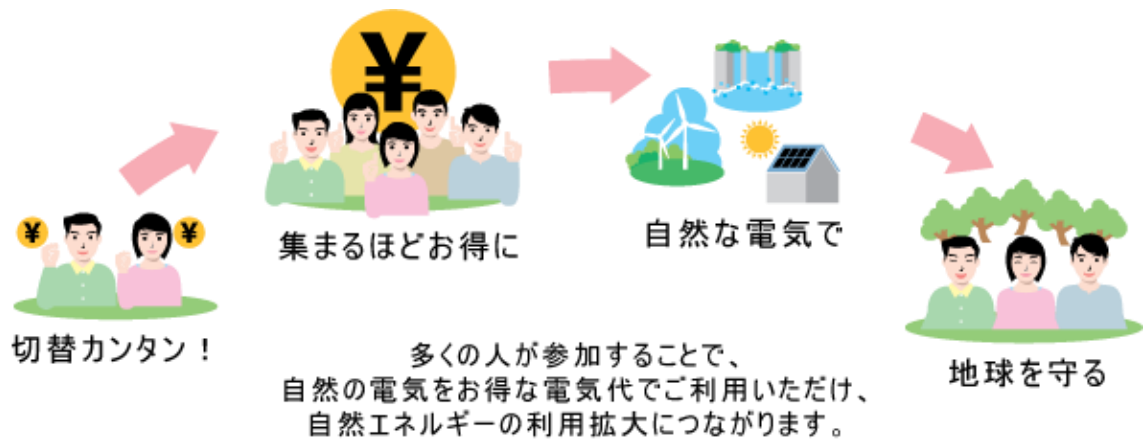 ¥
¥
¥
切替カンタン！
集まるほどお得に
自然な電気で
地球を守る
多くの人が参加することで、
自然の電気をお得な電気代でご利用いただけ、
自然エネルギーの利用拡大につながります。